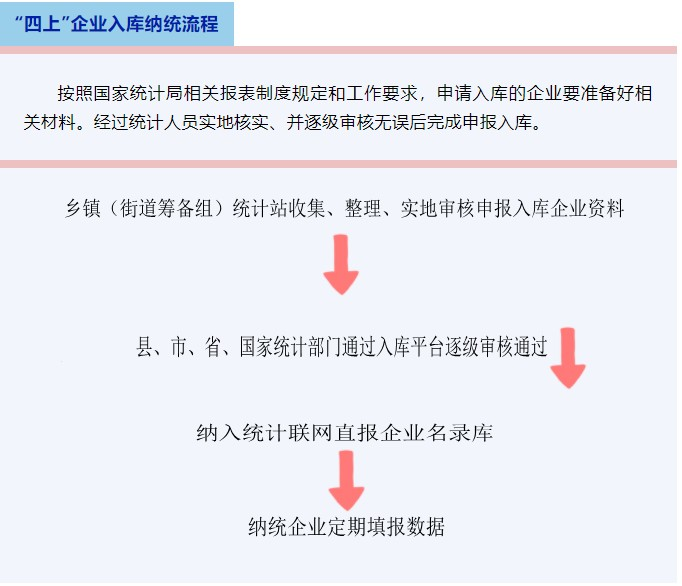 “四上”企业入库纳统流程
按照国家统计局相关报表制度规定和工作要求，申请入库的企业要准备好相
关材料。经过统计人员实地核实、并逐级审核无误后完成申报入库。
乡镇（街道筹备组）统计站收集、整理、实地审核申报入库企业资料
县、市、省、国家统计部门通过入库平台逐级审核通过
纳入统计联网直报企业名录库
纳统企业定期填报数据